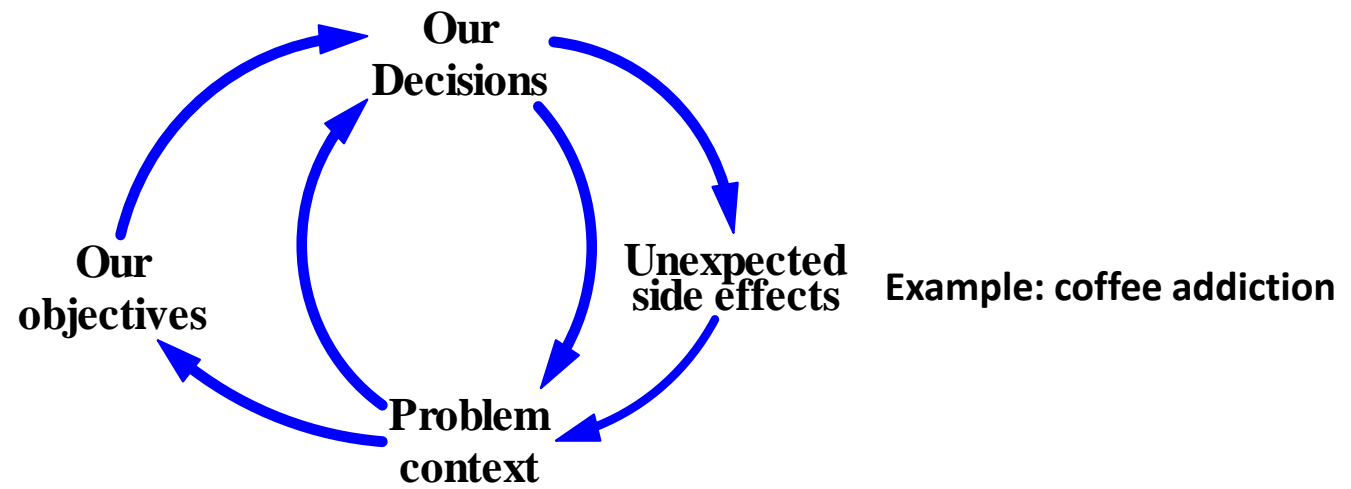 Our
Decisions
Our
objectives
Unexpected
side effects
Example: coffee addiction
Problem
context